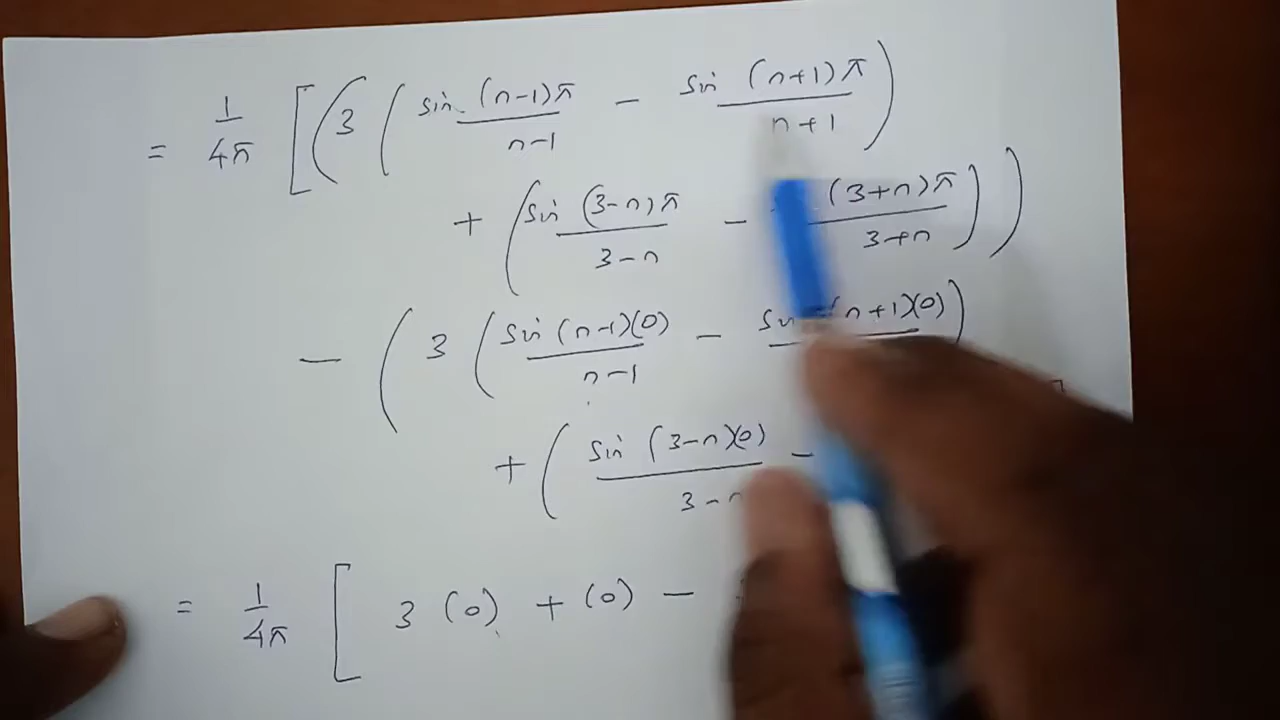 = 1/4π [(3 (sin (n-1)π / n-1 - sin (n+1)π / n+1)
+ (sin (3-n)π / 3-n - (3+n)π / 3+n))
- (3 (sin (n-1)(0) / n-1 - sin (n+1)(0))
+ (sin (3-n)(0) / 3-n -
= 1/4π [ 3 (0) + (0) -